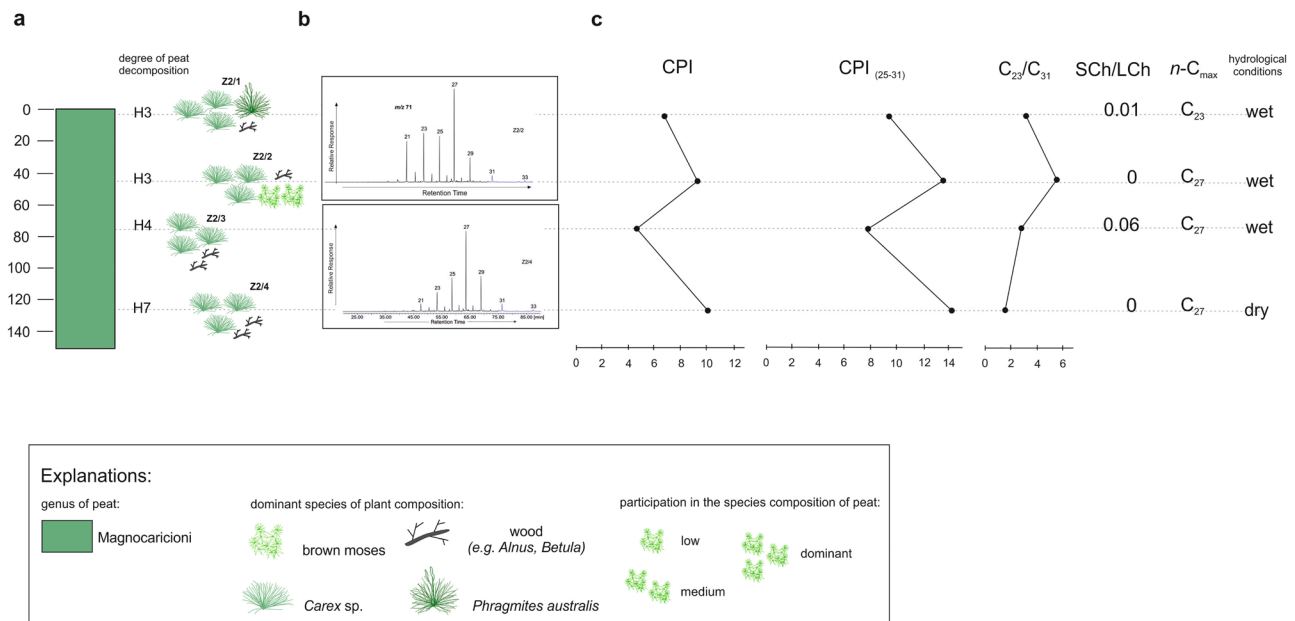 a
b
c
degree of peat
decomposition
Z2/1
H3
Z2/2
H3
Z2/3
H4
Z2/4
H7
0
20
40
60
80
100
120
140
m/z 71
21
23
25
27
29
31
33
Z2/2
Relative Response
Retention Time
21
23
25
27
29
31
33
Z2/4
Relative Response
25.00 35.00 45.00 55.00 65.00 75.00 85.00 [min]
Retention Time
CPI
CPI (25-31)
C23/C31
SCh/LCh
n-Cmax
hydrological
conditions
0.01 C23 wet
0 C27 wet
0.06 C27 wet
0 C27 dry
0 2 4 6 8 10 12
0 2 4 6 8 10 12 14
0 2 4 6
Explanations:
genus of peat:
Magnocaricioni
dominant species of plant composition:
brown moses
wood
(e.g. Alnus, Betula)
Carex sp.
Phragmites australis
participation in the species composition of peat:
low
medium
dominant